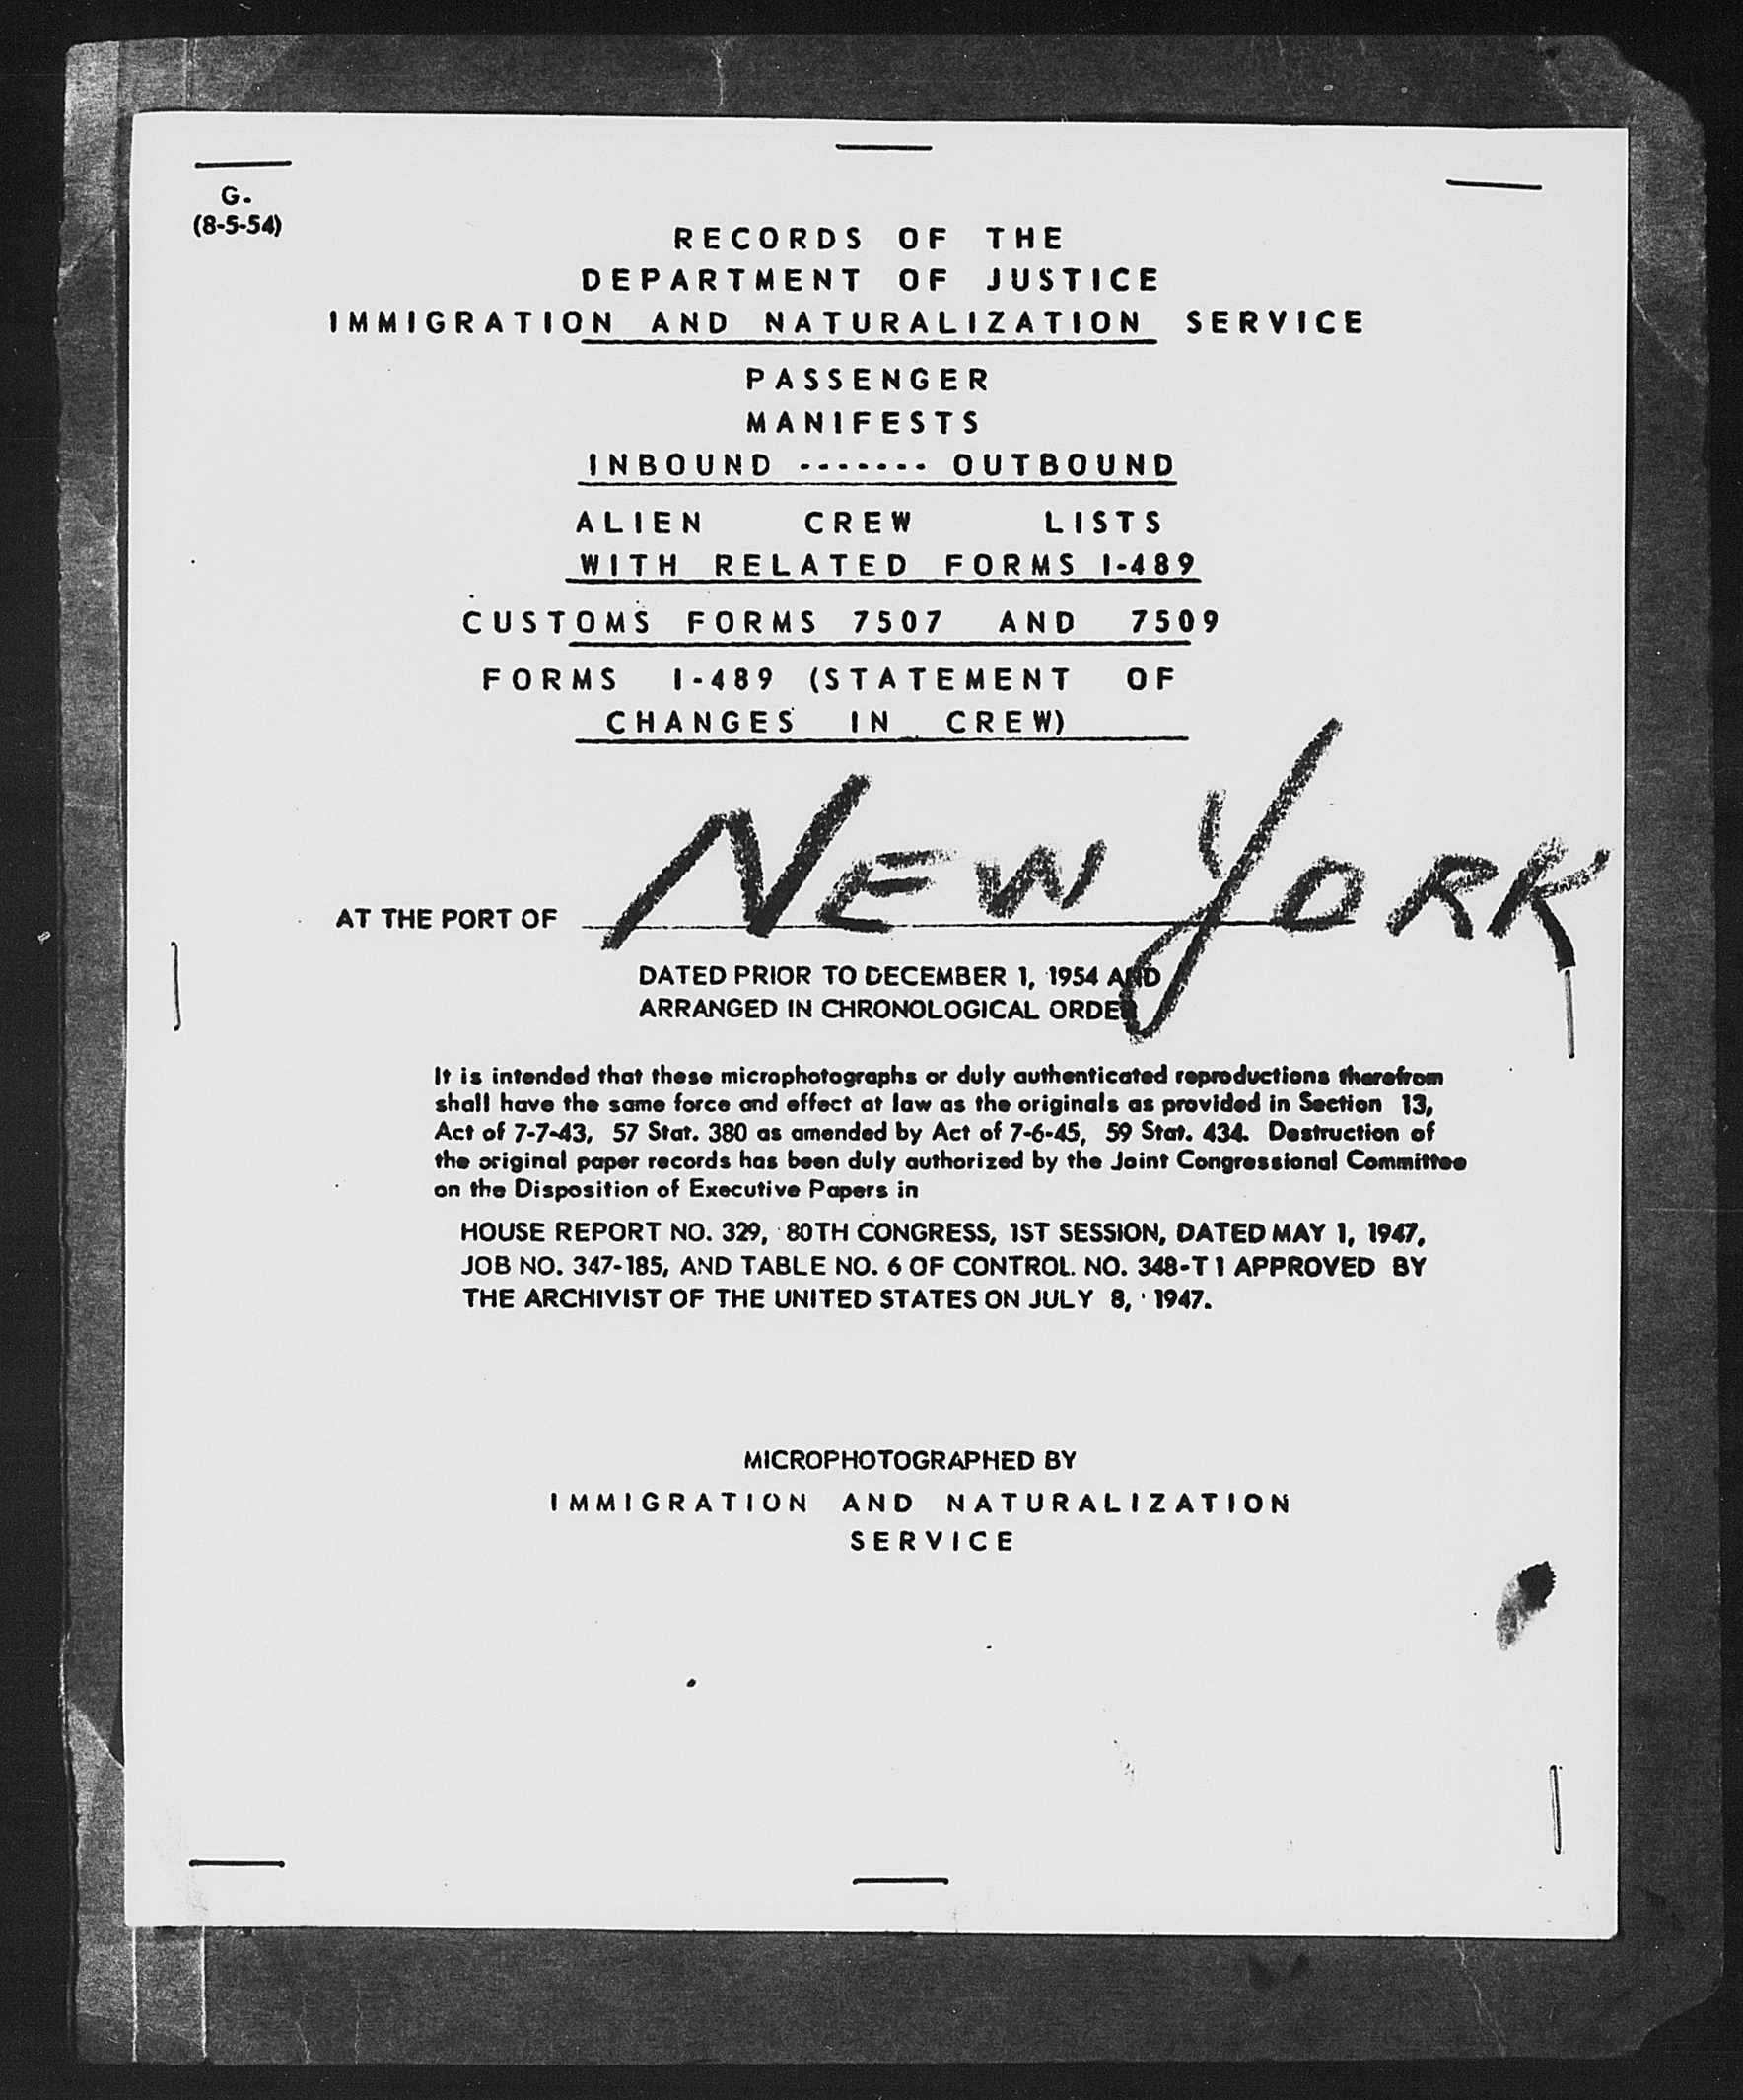 G-
(8-5-54)
RECORDS OF THE
DEPARTMENT OF JUSTICE
IMMIGRATION AND NATURALIZATION SERVICE
PASSENGER
MANIFESTS
INBOUND ------- OUTBOUND
ALIEN CREW LISTS
WITH RELATED FORMS I-489
CUSTOMS FORMS 7507 AND 7509
FORMS I-489 (STATEMENT OF
CHANGES IN CREW)
AT THE PORT OF NEW YORK
DATED PRIOR TO DECEMBER 1, 1954 AND
ARRANGED IN CHRONOLOGICAL ORDER
It is intended that these microphotographs or duly authenticated reproductions therefrom
shall have the same force and effect at law as the originals as provided in Section 13,
Act of 7-7-43, 57 Stat. 380 as amended by Act of 7-6-45, 59 Stat. 434. Destruction of
the original paper records has been duly authorized by the Joint Congressional Committee
on the Disposition of Executive Papers in
HOUSE REPORT NO. 329, 80TH CONGRESS, 1ST SESSION, DATED MAY 1, 1947,
JOB NO. 347-185, AND TABLE NO. 6 OF CONTROL NO. 348-T1 APPROVED BY
THE ARCHIVIST OF THE UNITED STATES ON JULY 8, 1947.
MICROPHOTOGRAPHED BY
IMMIGRATION AND NATURALIZATION
SERVICE